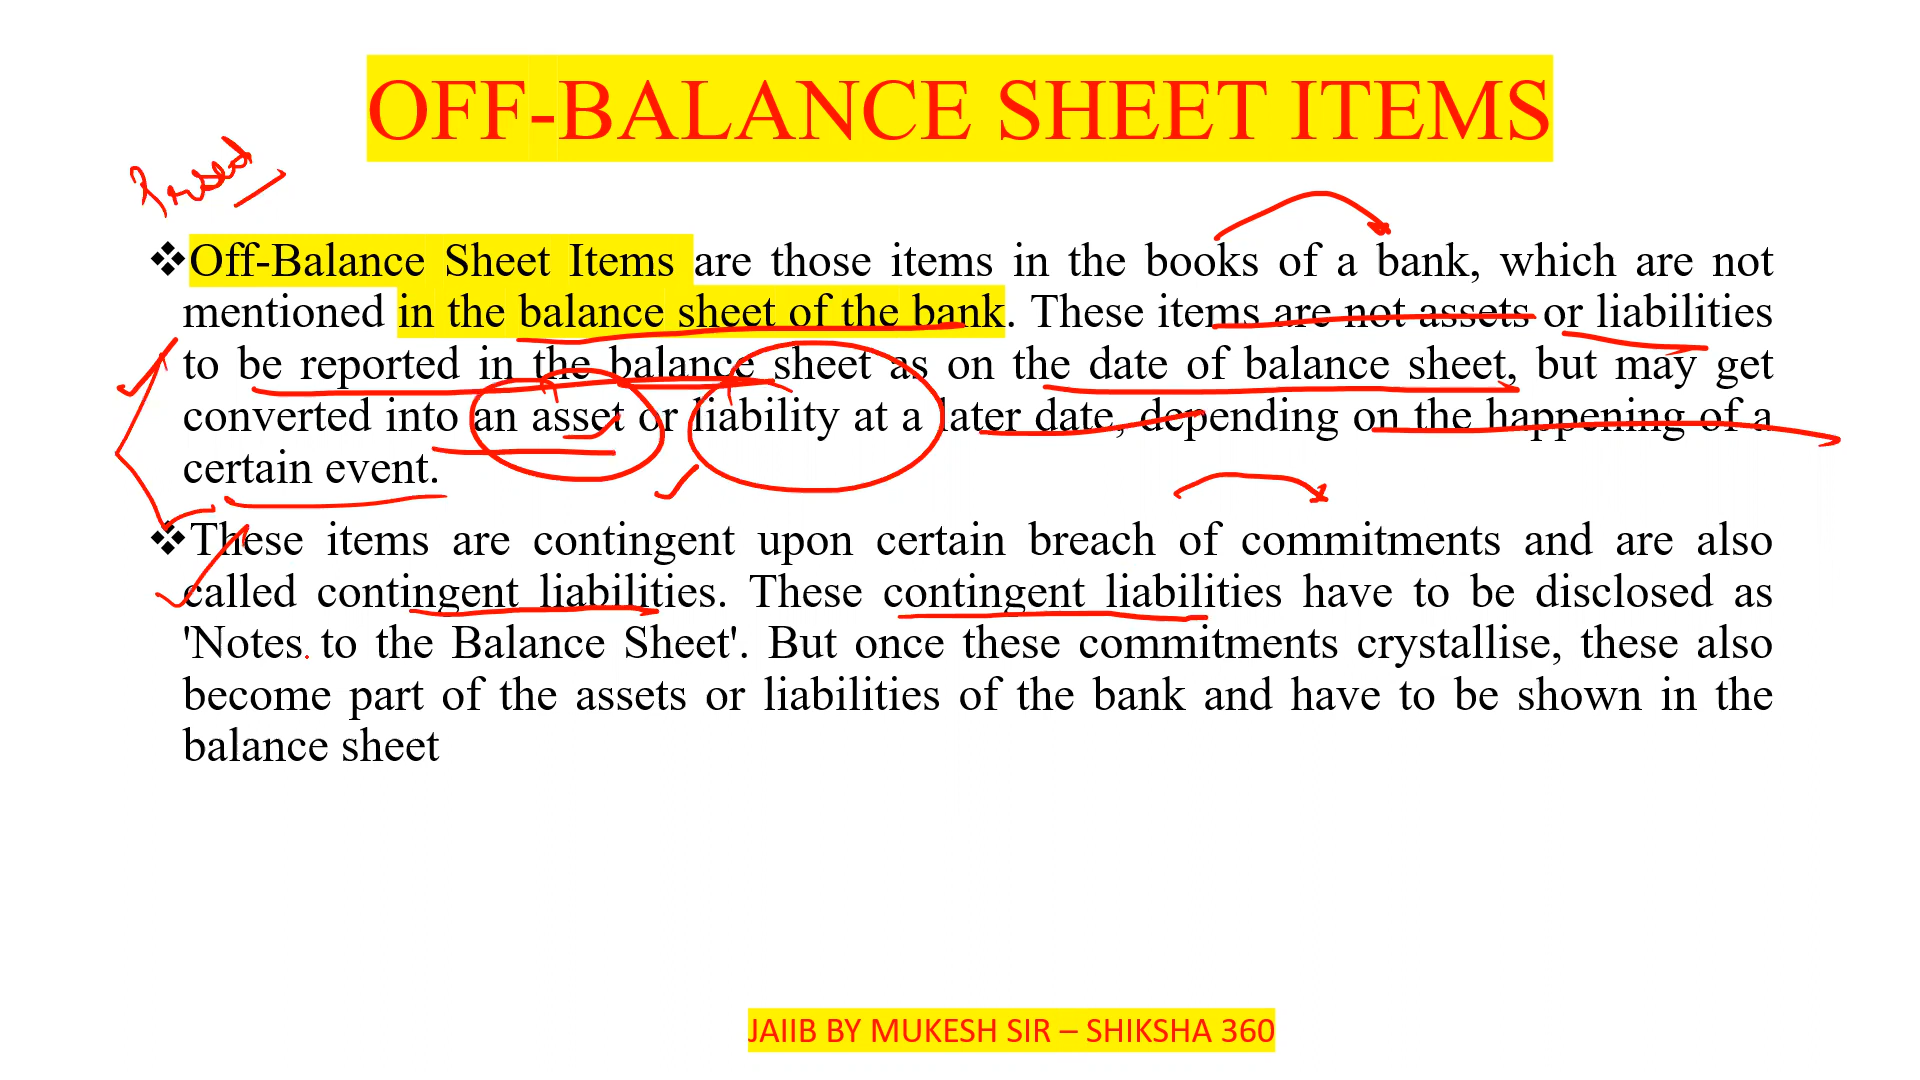 OFF-BALANCE SHEET ITEMS
❖Off-Balance Sheet Items are those items in the books of a bank, which are not
mentioned in the balance sheet of the bank. These items are not assets or liabilities
to be reported in the balance sheet as on the date of balance sheet, but may get
converted into an asset or liability at a later date, depending on the happening of a
certain event.
❖These items are contingent upon certain breach of commitments and are also
called contingent liabilities. These contingent liabilities have to be disclosed as
'Notes to the Balance Sheet'. But once these commitments crystallise, these also
become part of the assets or liabilities of the bank and have to be shown in the
balance sheet
JAIIB BY MUKESH SIR – SHIKSHA 360